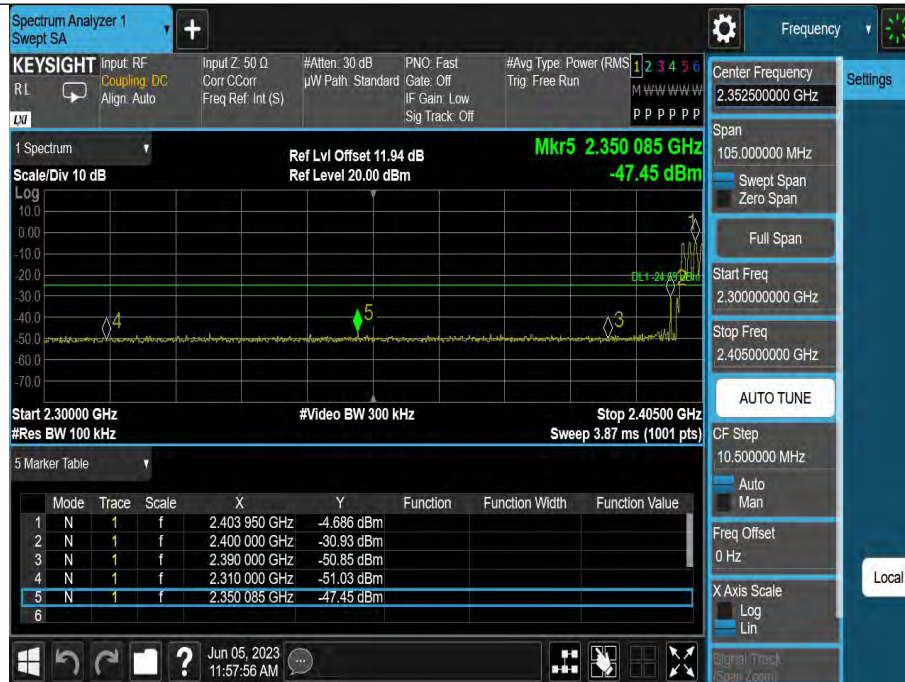 Spectrum Analyzer 1
Swept SA
+
Frequency
KEYSIGHT
RL
LXI
Input: RF
Coupling: DC
Align: Auto
Input Z: 50 Ω
Corr CCorr
Freq Ref: Int (S)
#Atten: 30 dB
µW Path: Standard
PNO: Fast
Gate: Off
IF Gain: Low
Sig Track: Off
#Avg Type: Power (RMS
Trig: Free Run
1 2 3 4 5 6
M W W W W W
P P P P P P
Center Frequency
2.352500000 GHz
Settings
Span
105.000000 MHz
Swept Span
Zero Span
Full Span
Start Freq
2.300000000 GHz
Stop Freq
2.405000000 GHz
AUTO TUNE
CF Step
10.500000 MHz
Auto
Man
Freq Offset
0 Hz
X Axis Scale
Log
Lin
Signal Track
(Span Zoom)
Local
1 Spectrum
Scale/Div 10 dB
Ref Lvl Offset 11.94 dB
Ref Level 20.00 dBm
Mkr5 2.350 085 GHz
-47.45 dBm
Log
10.0
0.00
-10.0
-20.0
-30.0
-40.0
-50.0
-60.0
-70.0
1
2
3
4
5
Start 2.30000 GHz
#Res BW 100 kHz
#Video BW 300 kHz
Stop 2.40500 GHz
Sweep 3.87 ms (1001 pts)
5 Marker Table
Mode Trace Scale X Y Function Function Width Function Value
1 N 1 f 2.403 950 GHz -4.686 dBm
2 N 1 f 2.400 000 GHz -30.93 dBm
3 N 1 f 2.390 000 GHz -50.85 dBm
4 N 1 f 2.310 000 GHz -51.03 dBm
5 N 1 f 2.350 085 GHz -47.45 dBm
6
?
Jun 05, 2023
11:57:56 AM